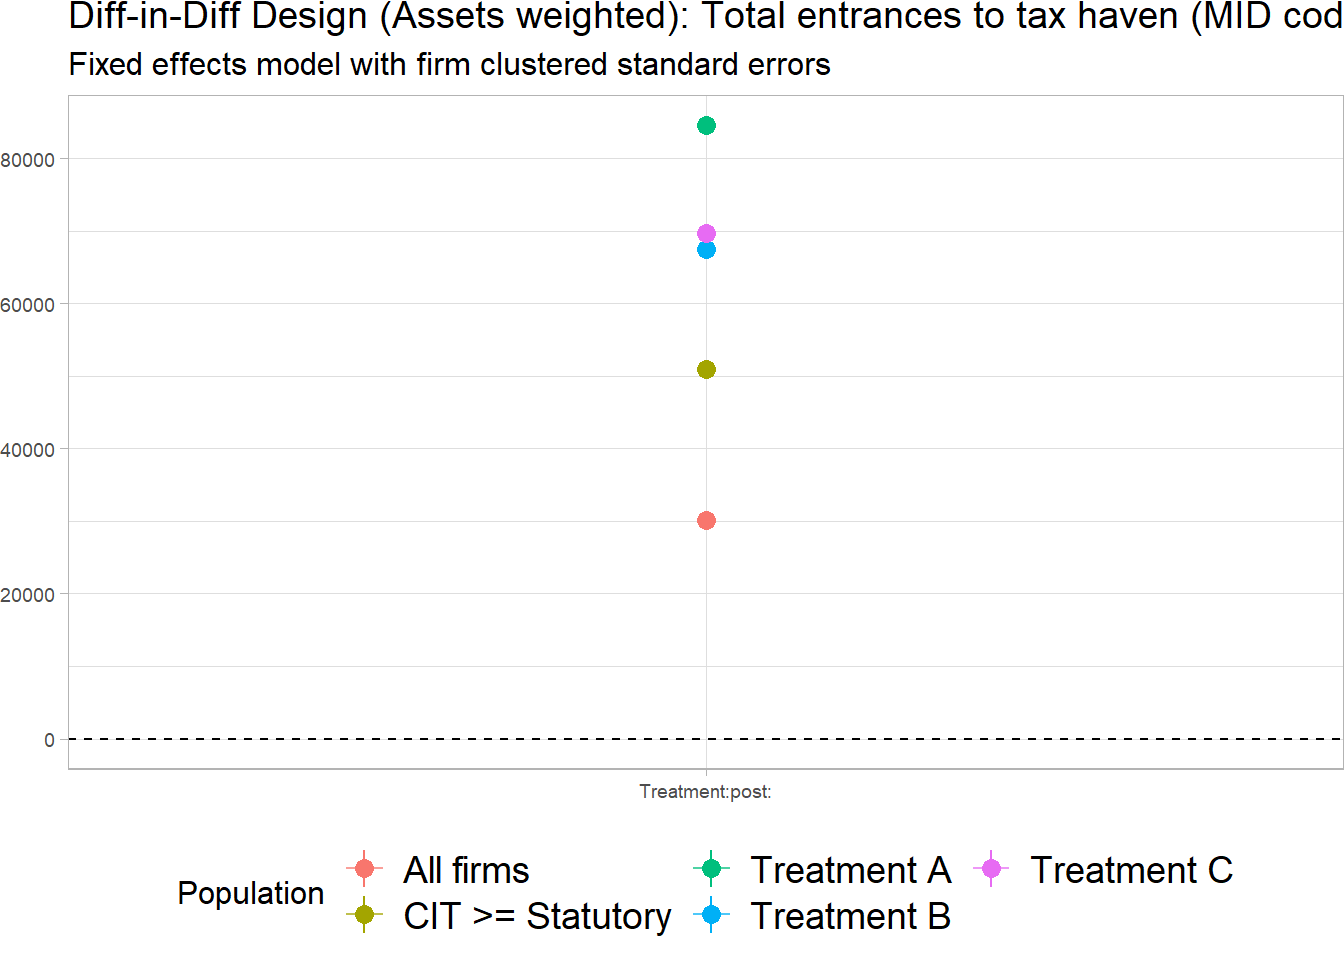 Diff-in-Diff Design (Assets weighted): Total entrances to tax haven (MID cod
Fixed effects model with firm clustered standard errors
80000
60000
40000
20000
0
Treatment:post:
Population
All firms
Treatment A
Treatment C
CIT >= Statutory
Treatment B